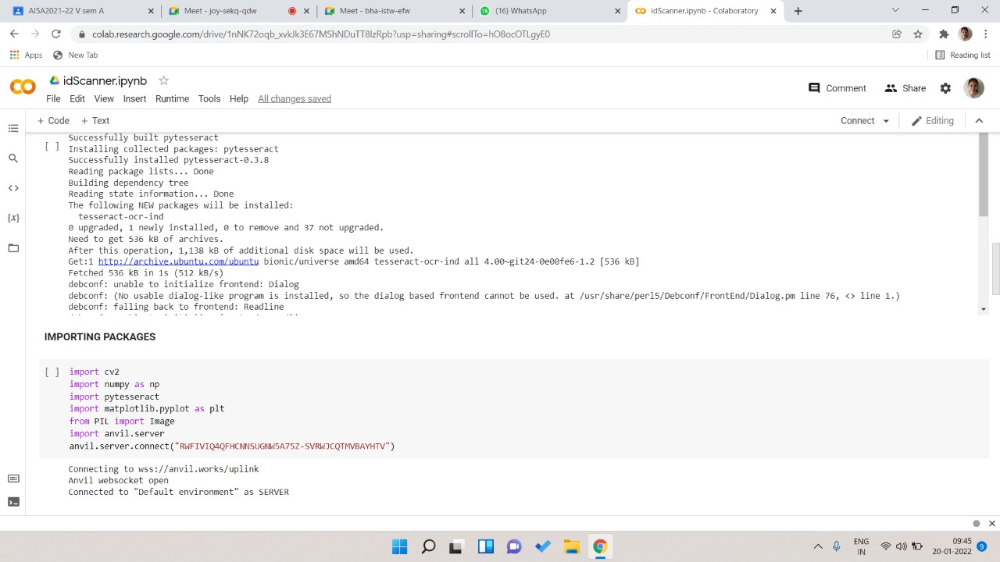 AI5A2021-22 V sem A
Meet - joy-sekq-qdw
Meet - bha-istw-efw
(16) WhatsApp
idScanner.ipynb - Colaboratory
colab.research.google.com/drive/1nNK72oqb_xvkJk3E67MShNDuTT8lzRpb?usp=sharing#scrollTo=hO8ocOTLgyE0
Apps
New Tab
Reading list
idScanner.ipynb
File Edit View Insert Runtime Tools Help All changes saved
Comment
Share
+ Code + Text
Connect
Editing
Successfully built pytesseract
[ ] Installing collected packages: pytesseract
Successfully installed pytesseract-0.3.8
Reading package lists... Done
Building dependency tree
Reading state information... Done
The following NEW packages will be installed:
tesseract-ocr-ind
0 upgraded, 1 newly installed, 0 to remove and 37 not upgraded.
Need to get 536 kB of archives.
After this operation, 1,138 kB of additional disk space will be used.
Get:1 http://archive.ubuntu.com/ubuntu bionic/universe amd64 tesseract-ocr-ind all 4.00~git24-0e00fe6-1.2 [536 kB]
Fetched 536 kB in 1s (512 kB/s)
debconf: unable to initialize frontend: Dialog
debconf: (No usable dialog-like program is installed, so the dialog based frontend cannot be used. at /usr/share/perl5/Debconf/FrontEnd/Dialog.pm line 76, <> line 1.)
debconf: falling back to frontend: Readline
IMPORTING PACKAGES
[ ] import cv2
import numpy as np
import pytesseract
import matplotlib.pyplot as plt
from PIL import Image
import anvil.server
anvil.server.connect("RWFIVIQ4QFHCNNSUGNW5A75Z-SVRWJCQTMVBAYHTV")
Connecting to wss://anvil.works/uplink
Anvil websocket open
Connected to "Default environment" as SERVER
{x}
ENG
IN
09:45
20-01-2022
9